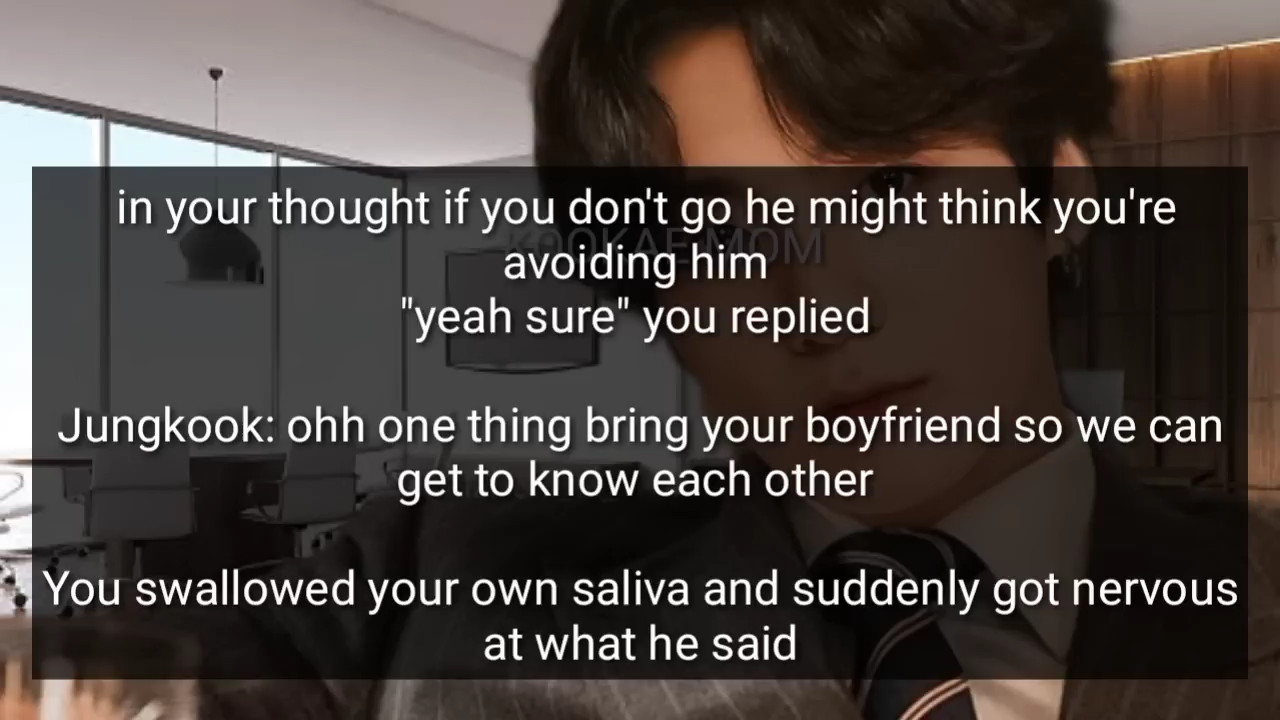 in your thought if you don't go he might think you're
KOOKAE MOM
avoiding him
"yeah sure" you replied
Jungkook: ohh one thing bring your boyfriend so we can
get to know each other
You swallowed your own saliva and suddenly got nervous
at what he said